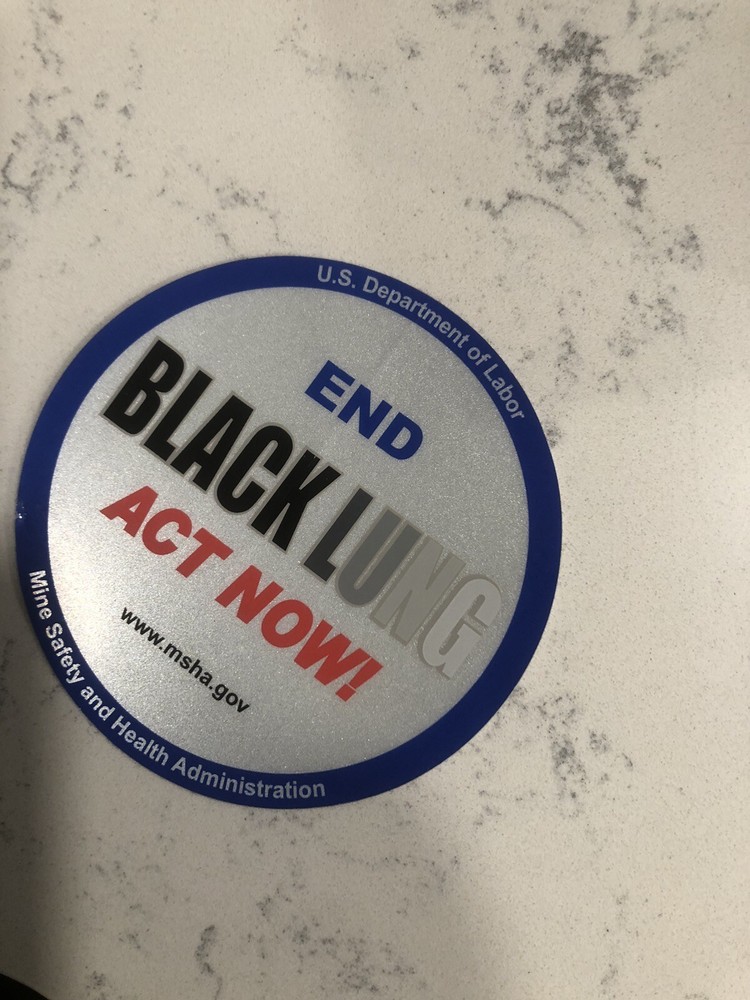 U.S. Department of Labor
END
BLACK LUNG
ACT NOW!
www.msha.gov
Mine Safety and Health Administration